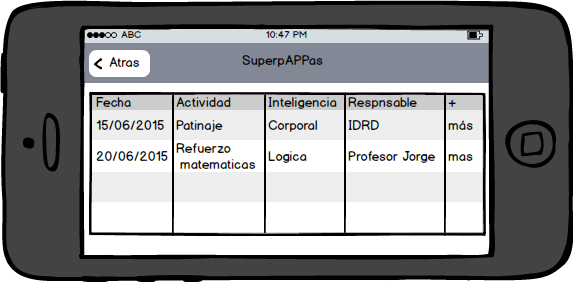 ABC 10:47 PM
Atras SuperpAPPas
Fecha Actividad Inteligencia Respnsable +
15/06/2015 Patinaje Corporal IDRD más
20/06/2015 Refuerzo matematicas Logica Profesor Jorge mas